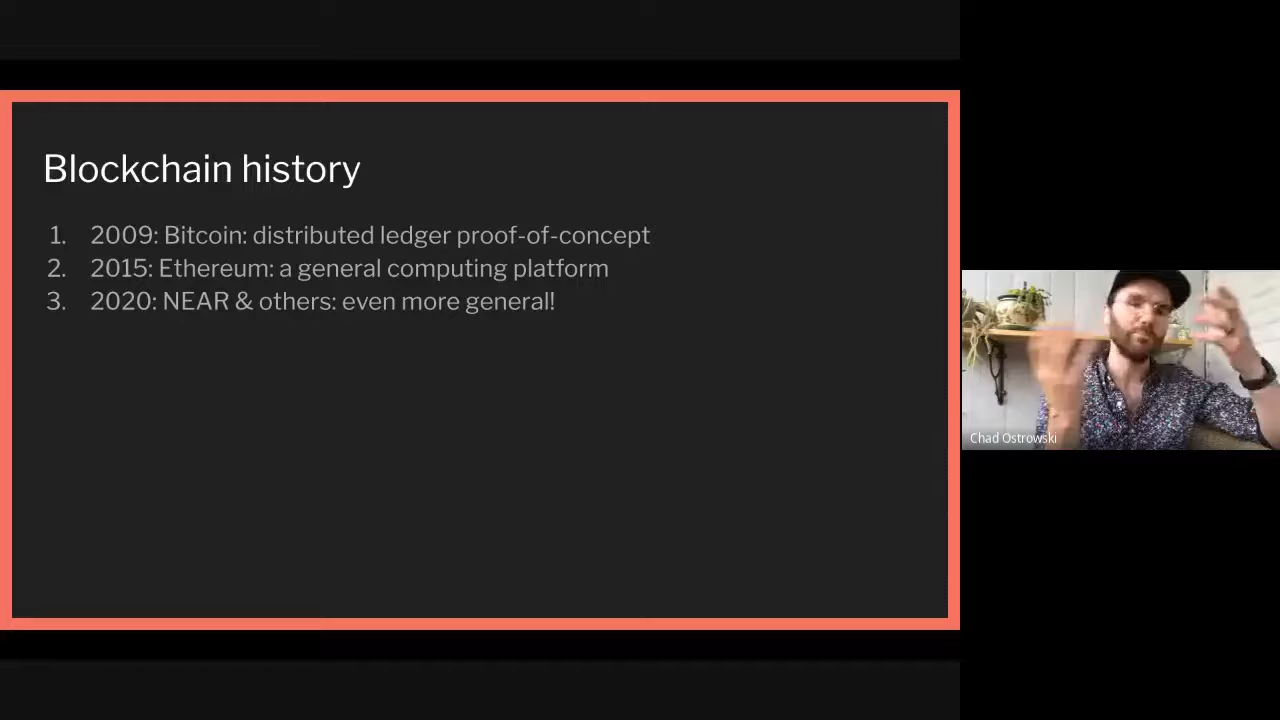 Blockchain history
1. 2009: Bitcoin: distributed ledger proof-of-concept
2. 2015: Ethereum: a general computing platform
3. 2020: NEAR & others: even more general!
Chad Ostrowski